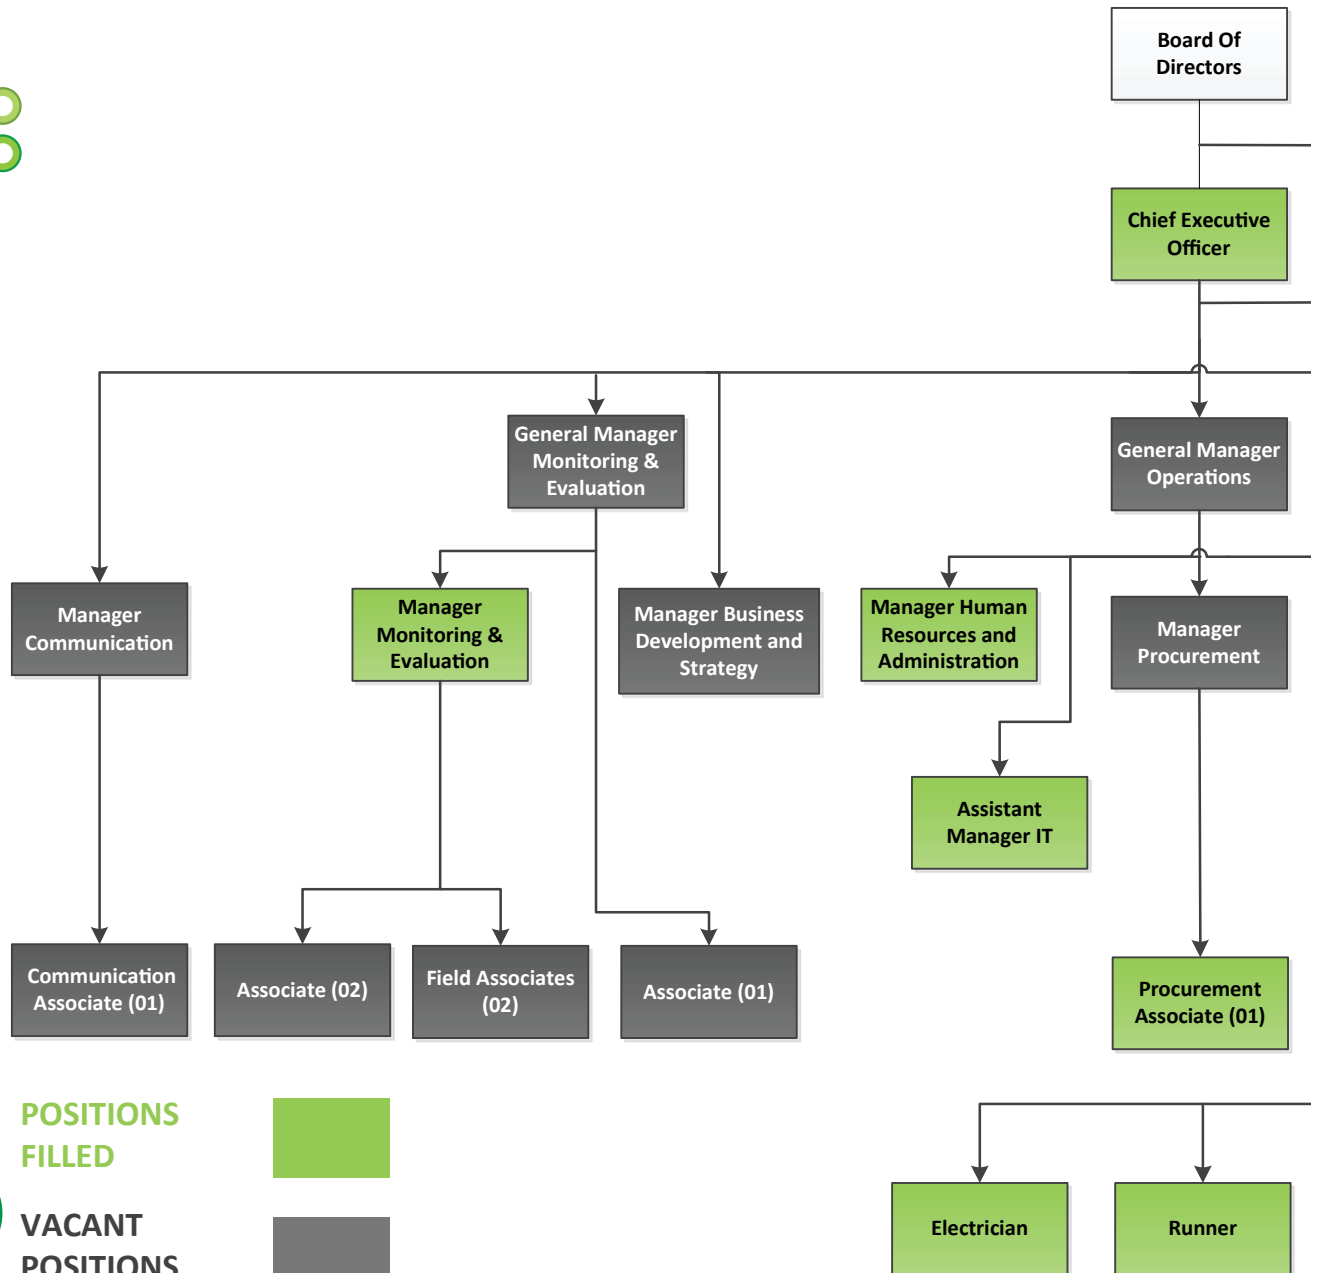 Board Of
Directors
Chief Executive
Officer
General Manager
Monitoring &
Evaluation
General Manager
Operations
Manager
Communication
Manager
Monitoring &
Evaluation
Manager Business
Development and
Strategy
Manager Human
Resources and
Administration
Manager
Procurement
Assistant
Manager IT
Communication
Associate (01)
Associate (02)
Field Associates
(02)
Associate (01)
Procurement
Associate (01)
POSITIONS
FILLED
VACANT
POSITIONS
Electrician
Runner